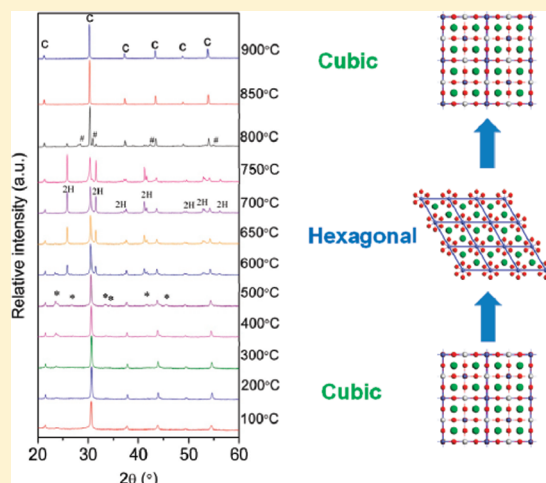 C C C C C C
900°C
850°C
# # # #
800°C
750°C
2H 2H 2H 2H 2H 2H 2H
700°C
650°C
600°C
* * * * * *
500°C
400°C
300°C
200°C
100°C
20 30 40 50 60
2θ (°)
Relative intensity (a.u.)
Cubic
Hexagonal
Cubic